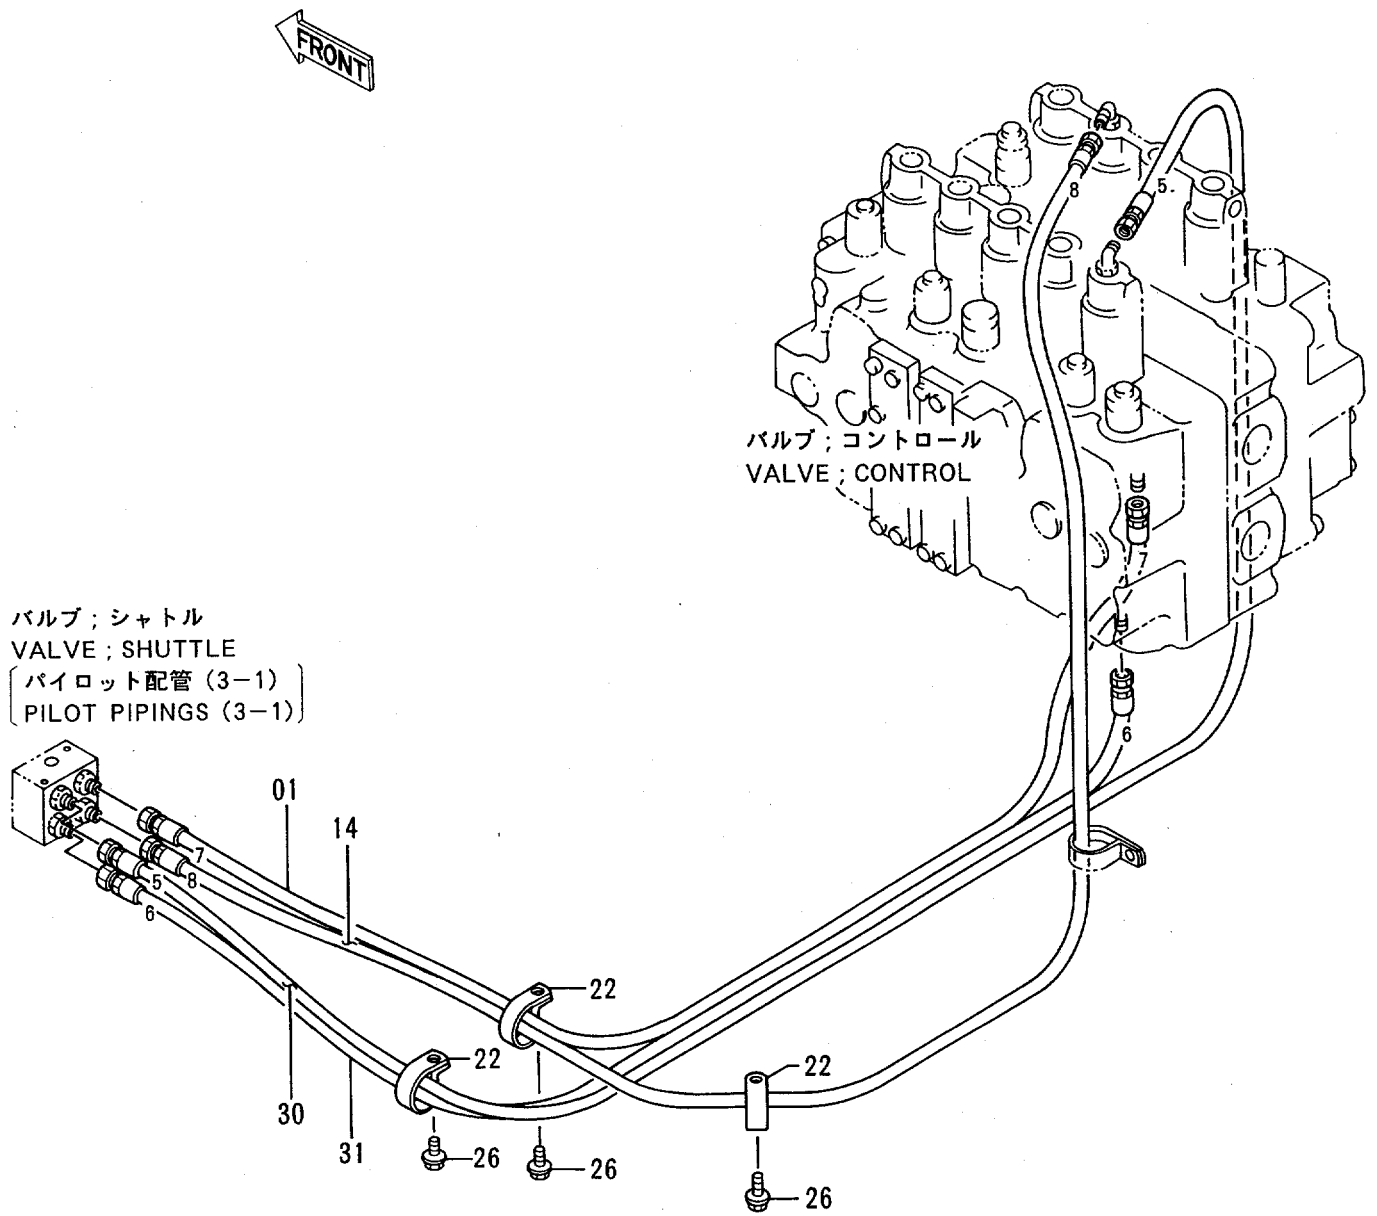 FRONT
8
5.
バルブ ; コントロール
VALVE ; CONTROL
7
6
バルブ ; シャトル
VALVE ; SHUTTLE
パイロット配管 (3-1)
PILOT PIPINGS (3-1)
01
14
7
8
5
6
22
22
22
30
31
26
26
26